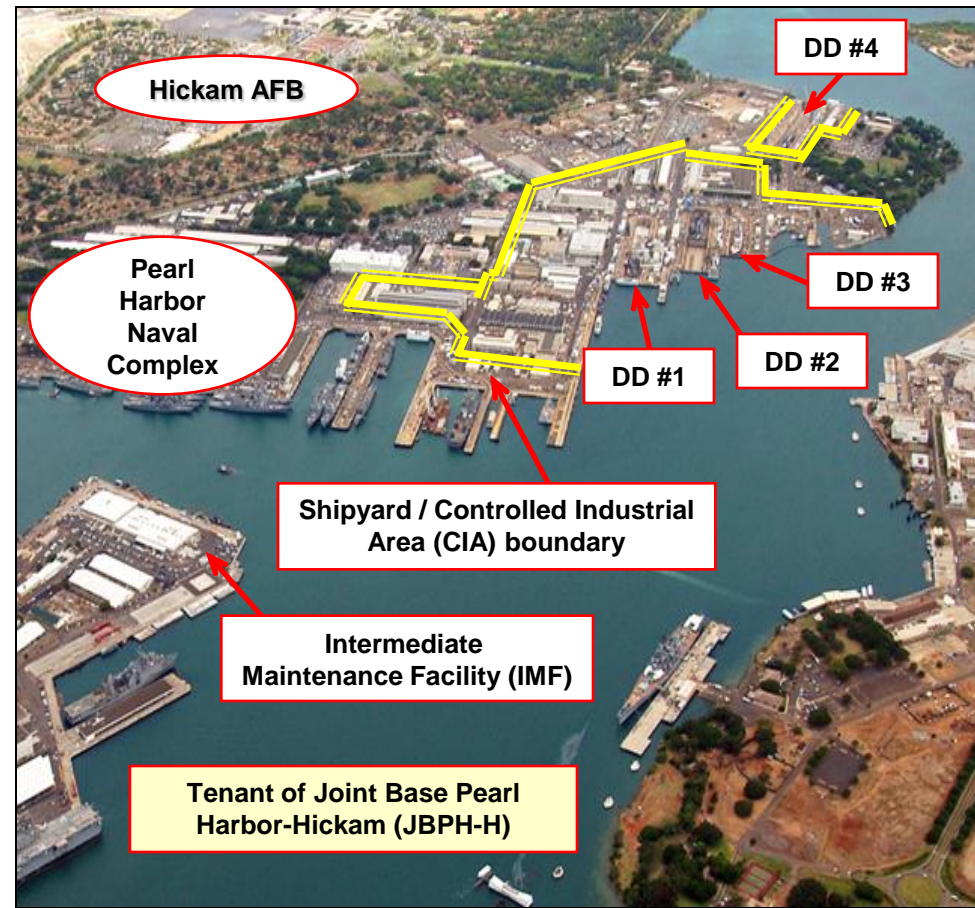 DD #4
Hickam AFB
Pearl
Harbor
Naval
Complex
DD #3
DD #2
DD #1
Shipyard / Controlled Industrial
Area (CIA) boundary
Intermediate
Maintenance Facility (IMF)
Tenant of Joint Base Pearl
Harbor-Hickam (JBPH-H)